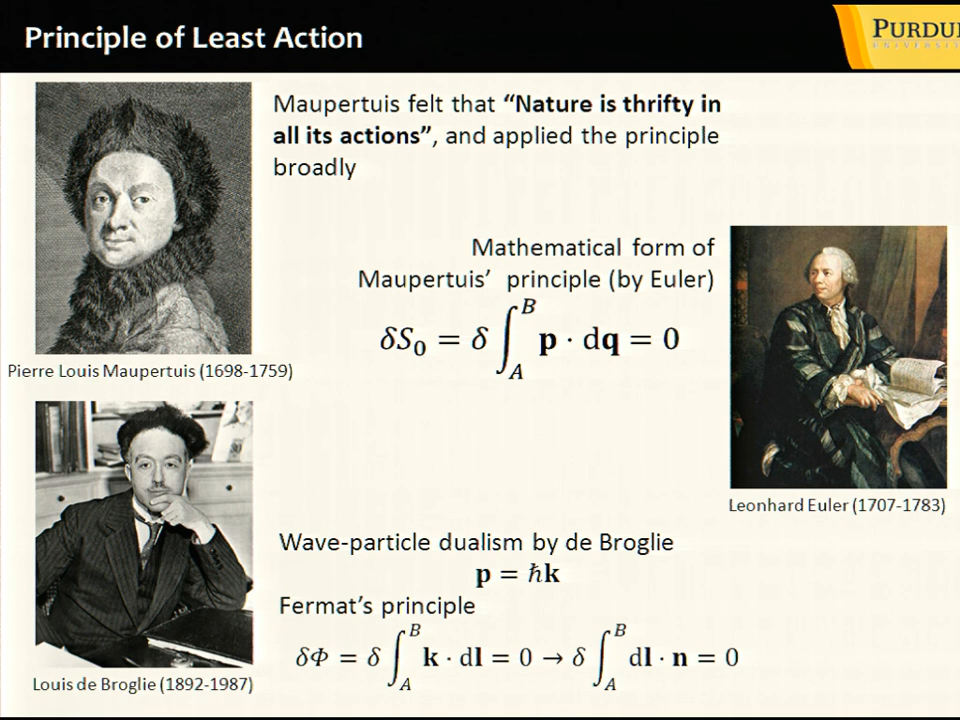 Principle of Least Action
PURDU
UNIVERSIT
Maupertuis felt that “Nature is thrifty in
all its actions”, and applied the principle
broadly
Mathematical form of
Maupertuis’ principle (by Euler)
δS₀ = δ ∫_A^B p · dq = 0
Pierre Louis Maupertuis (1698-1759)
Leonhard Euler (1707-1783)
Wave-particle dualism by de Broglie
p = ħk
Fermat’s principle
δΦ = δ ∫_A^B k · dl = 0 → δ ∫_A^B dl · n = 0
Louis de Broglie (1892-1987)